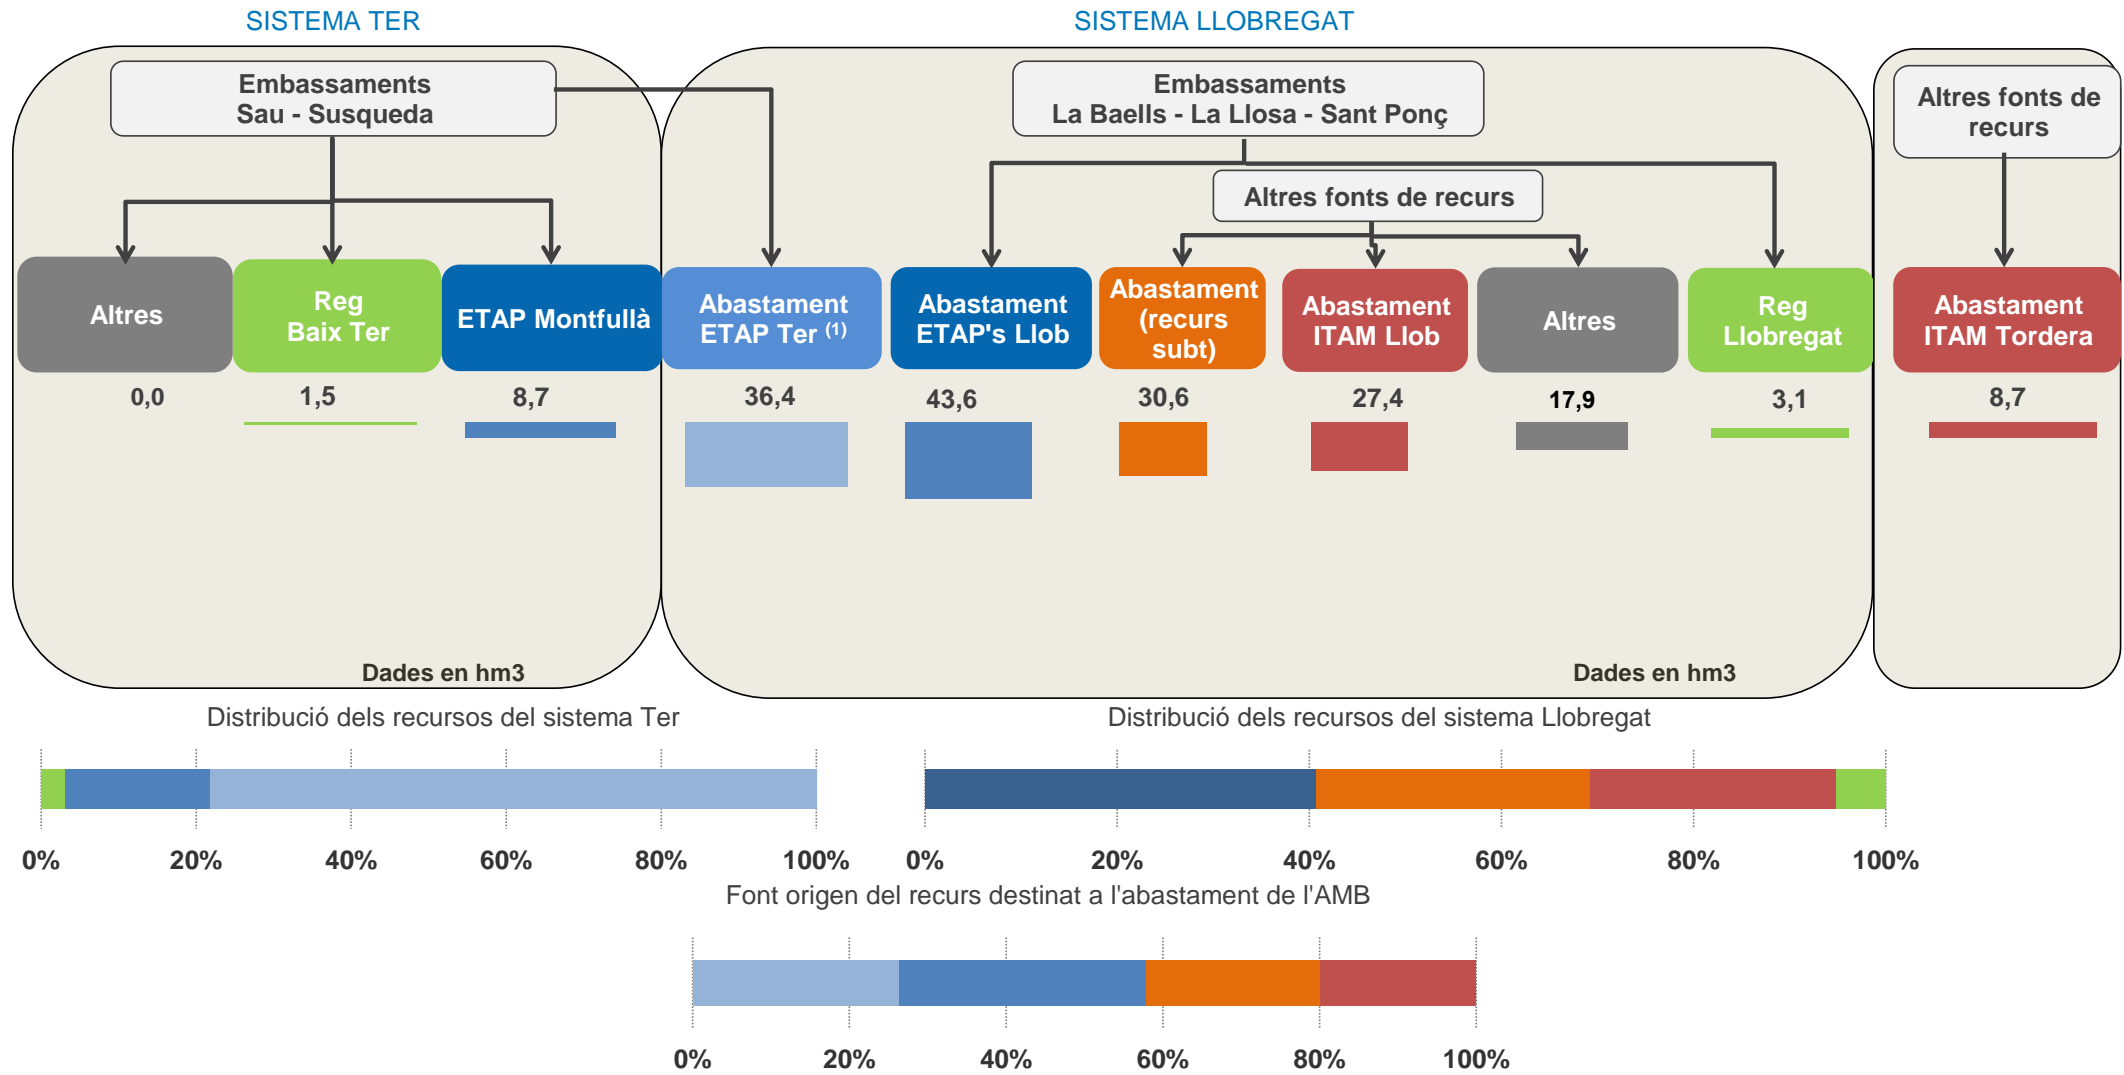 SISTEMA TER
SISTEMA LLOBREGAT
Embassaments
Sau - Susqueda
Embassaments
La Baells - La Llosa - Sant Ponç
Altres fonts de
recurs
Altres fonts de recurs
Altres
Reg
Baix Ter
ETAP Montfullà
Abastament
ETAP Ter (1)
Abastament
ETAP's Llob
Abastament
(recurs
subt)
Abastament
ITAM Llob
Altres
Reg
Llobregat
Abastament
ITAM Tordera
0,0
1,5
8,7
36,4
43,6
30,6
27,4
17,9
3,1
8,7
Dades en hm3
Dades en hm3
Distribució dels recursos del sistema Ter
Distribució dels recursos del sistema Llobregat
0% 20% 40% 60% 80% 100%
0% 20% 40% 60% 80% 100%
Font origen del recurs destinat a l'abastament de l'AMB
0% 20% 40% 60% 80% 100%